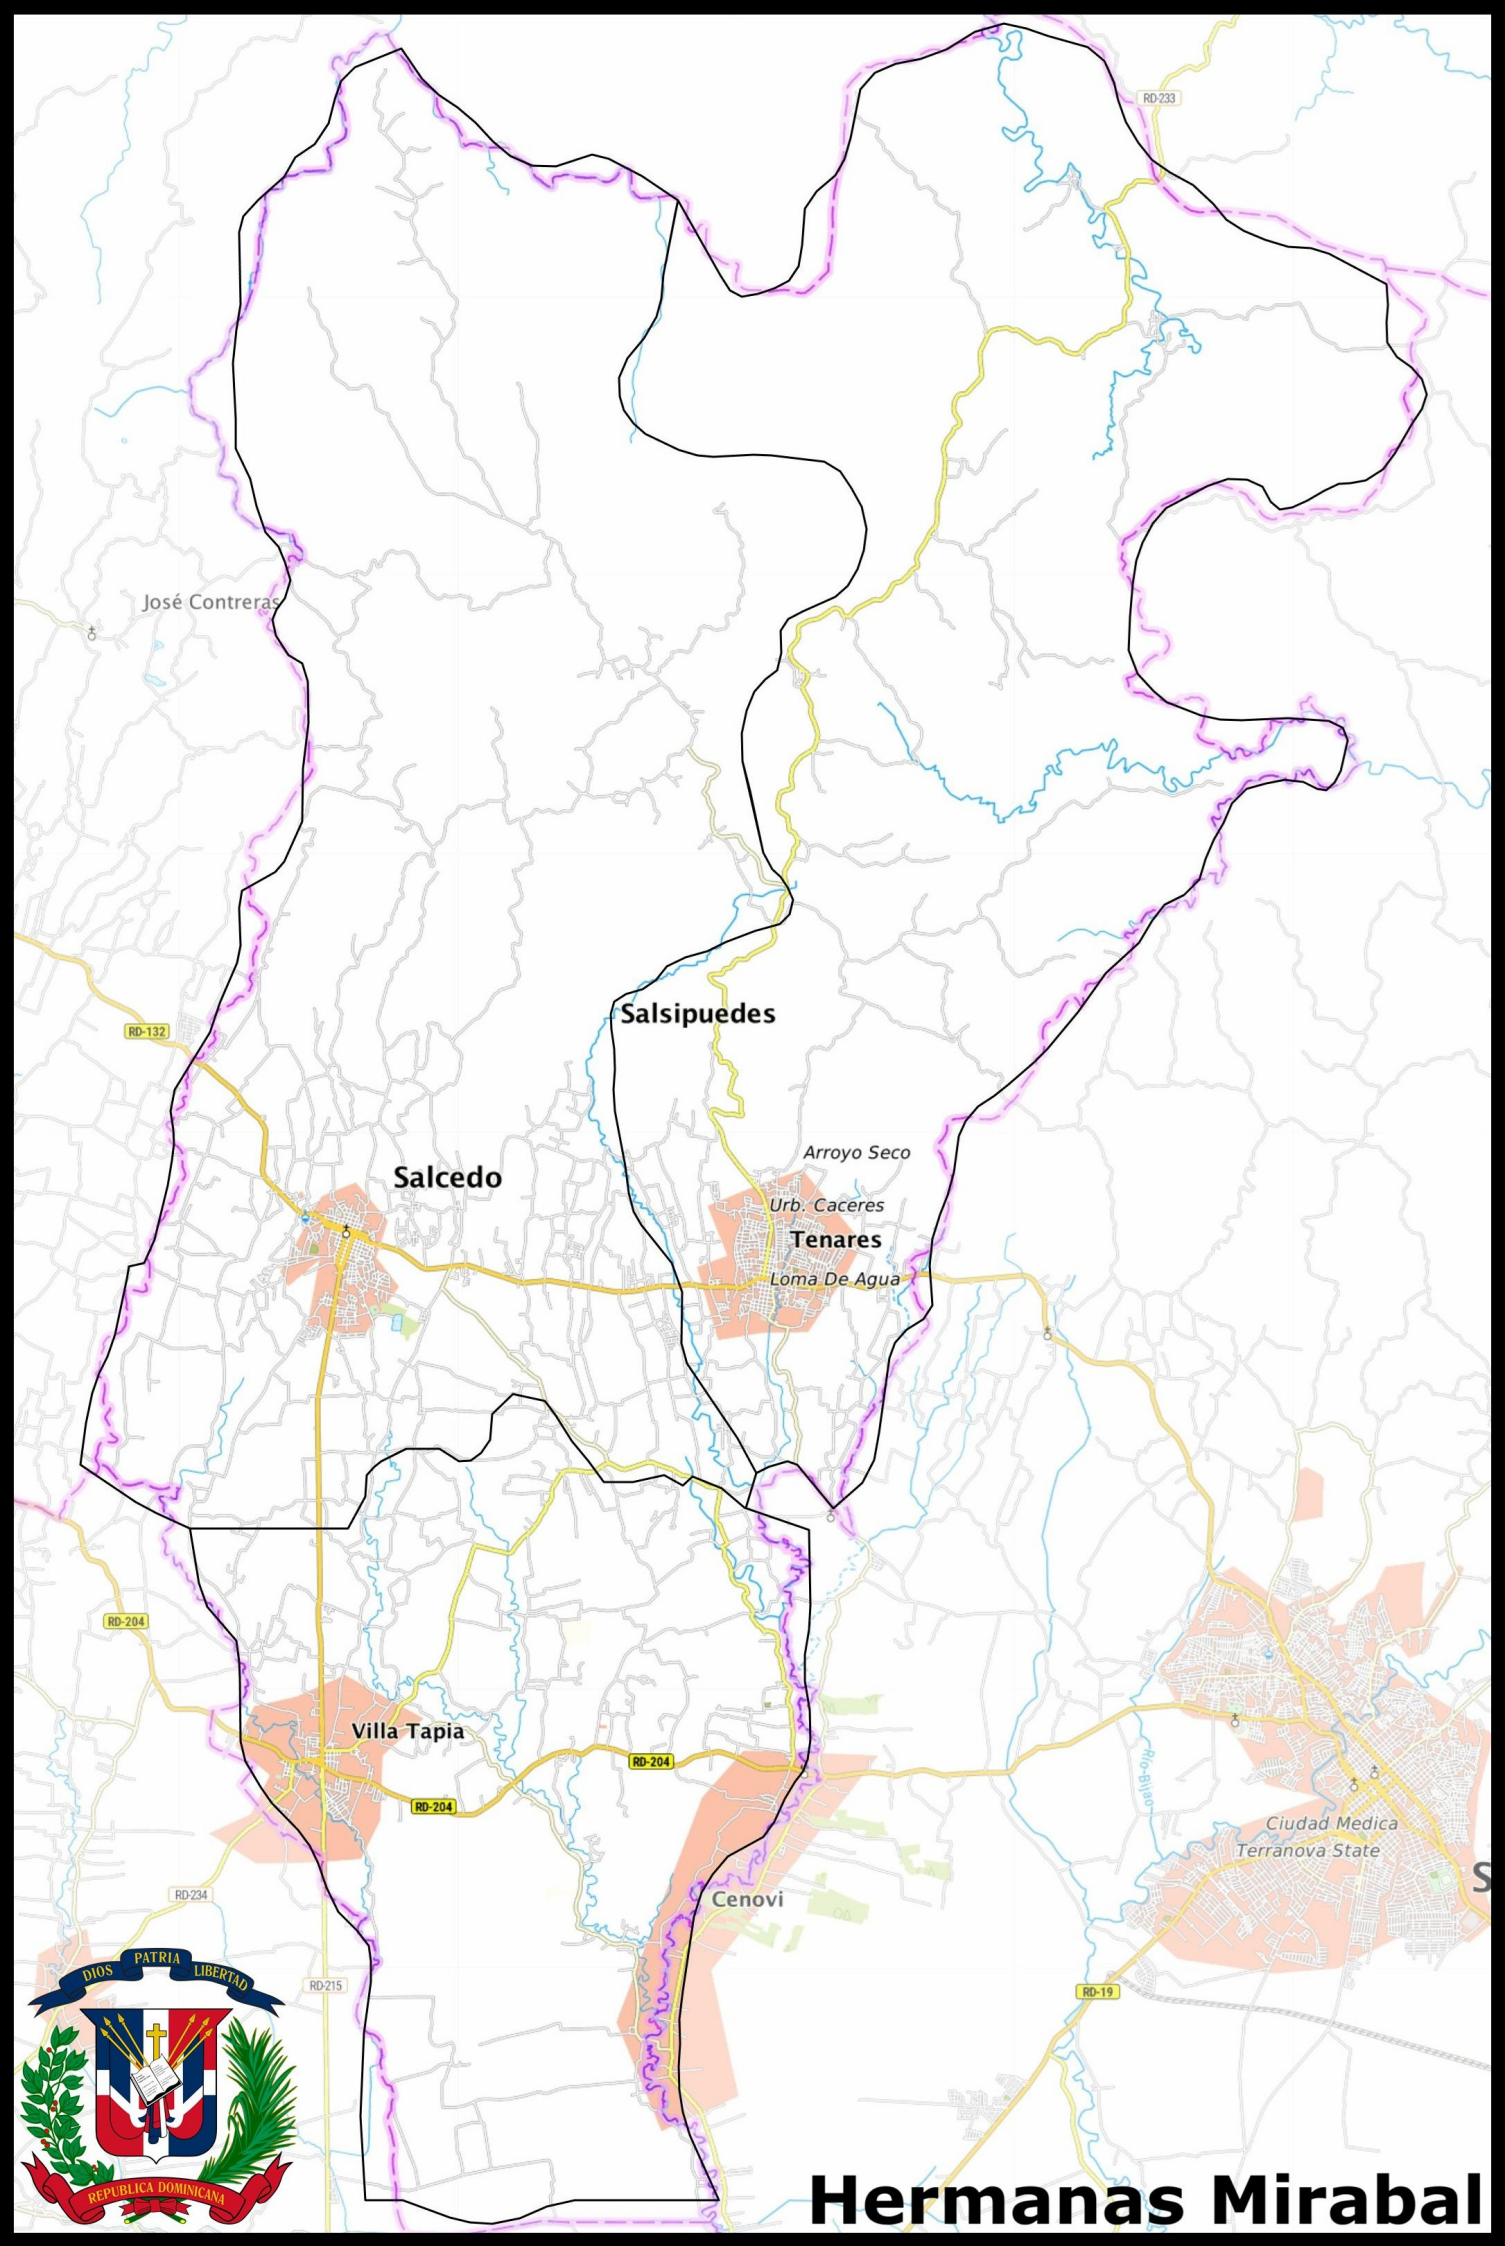 RD-233
José Contreras
RD-132
Salsipuedes
Salcedo
Arroyo Seco
Urb. Caceres
Tenares
Loma De Agua
RD-204
Villa Tapia
RD-204
RD-204
Río Bijao
Ciudad Medica
Terranova State
S
Cenovi
RD-234
RD-215
RD-19
DIOS PATRIA LIBERTAD
REPUBLICA DOMINICANA
Hermanas Mirabal